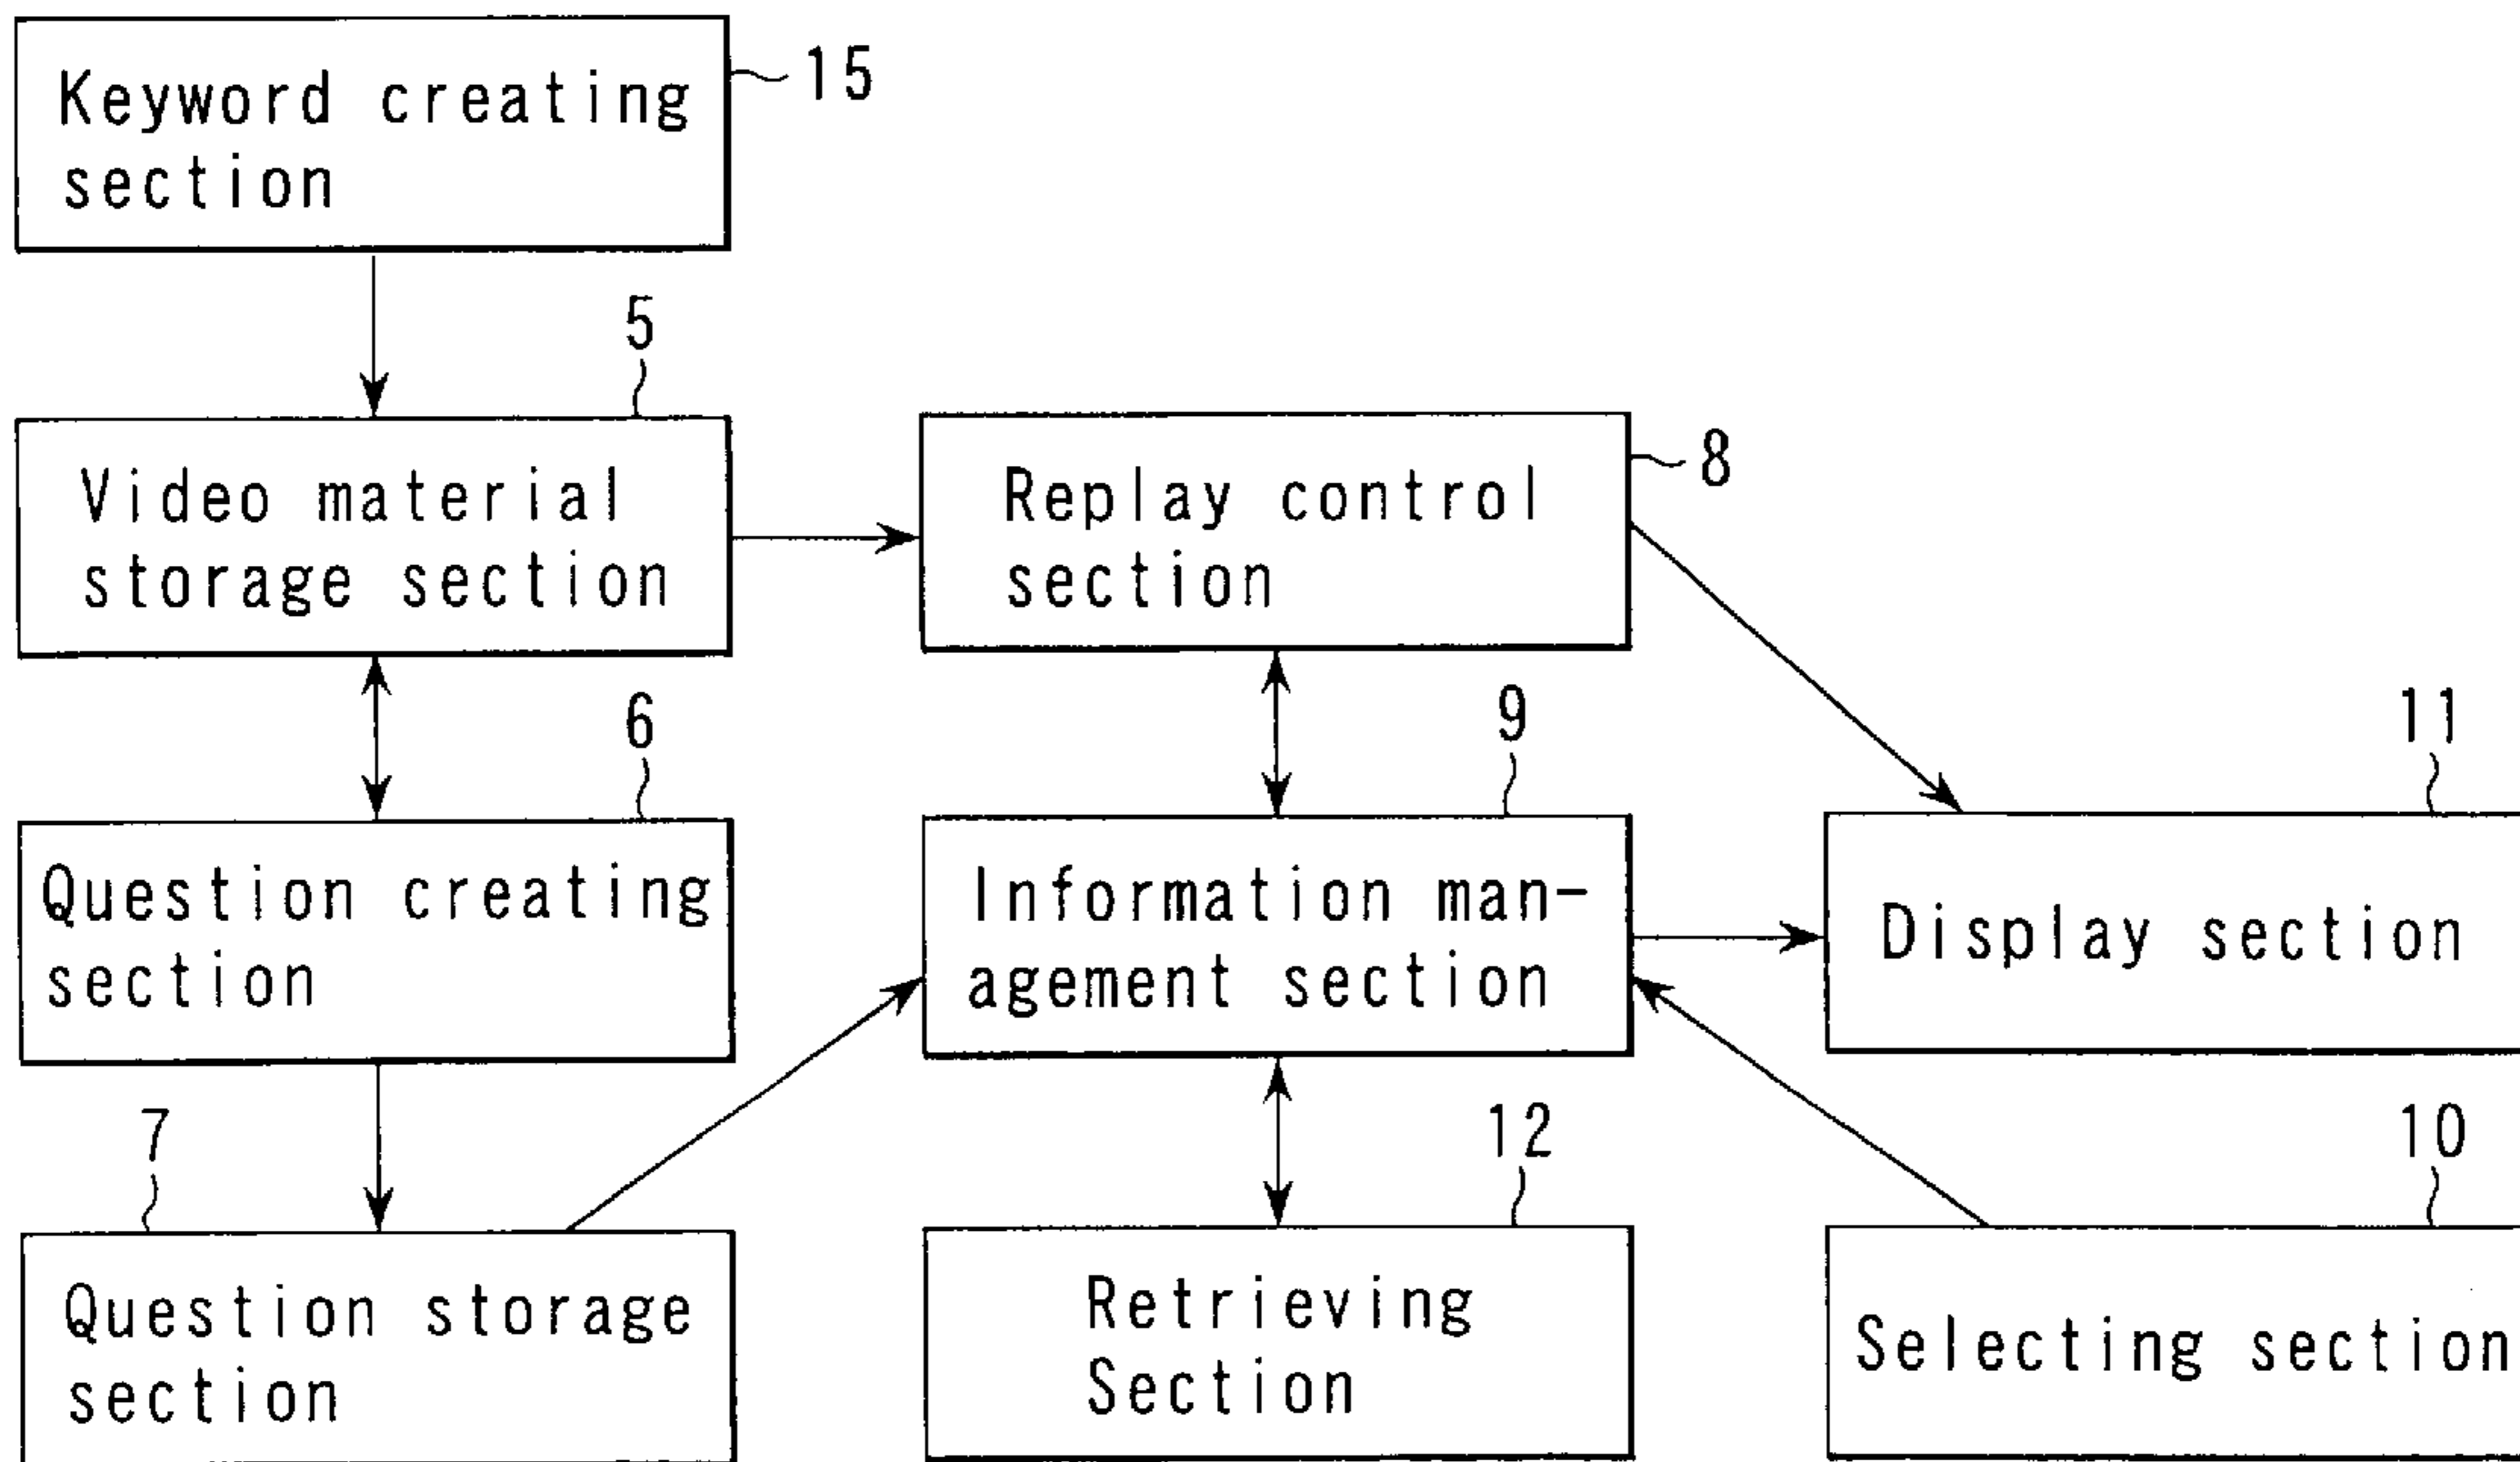 Keyword creating
section
15
5
Video material
storage section
Replay control
section
8
6
Question creating
section
9
Information man-
agement section
11
Display section
7
Question storage
section
12
Retrieving
Section
10
Selecting section